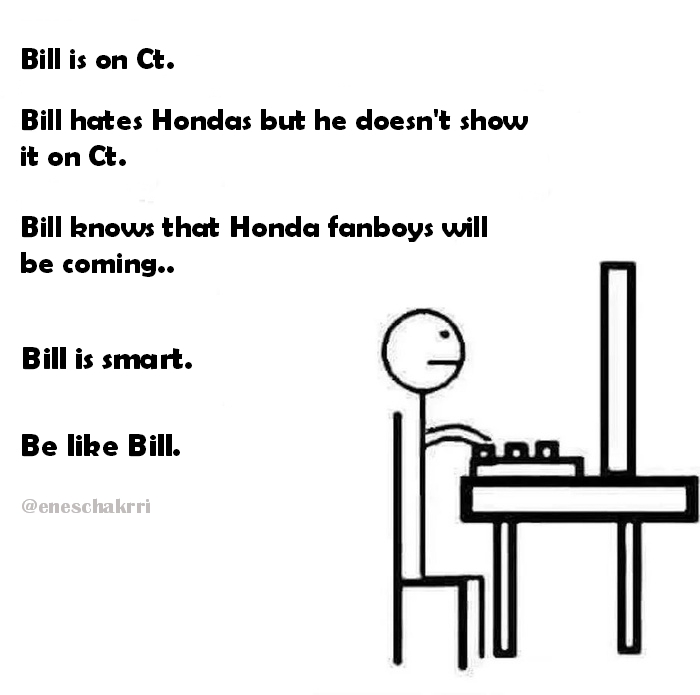 Bill is on Ct.
Bill hates Hondas but he doesn't show
it on Ct.
Bill knows that Honda fanboys will
be coming..
Bill is smart.
Be like Bill.
@eneschakrri